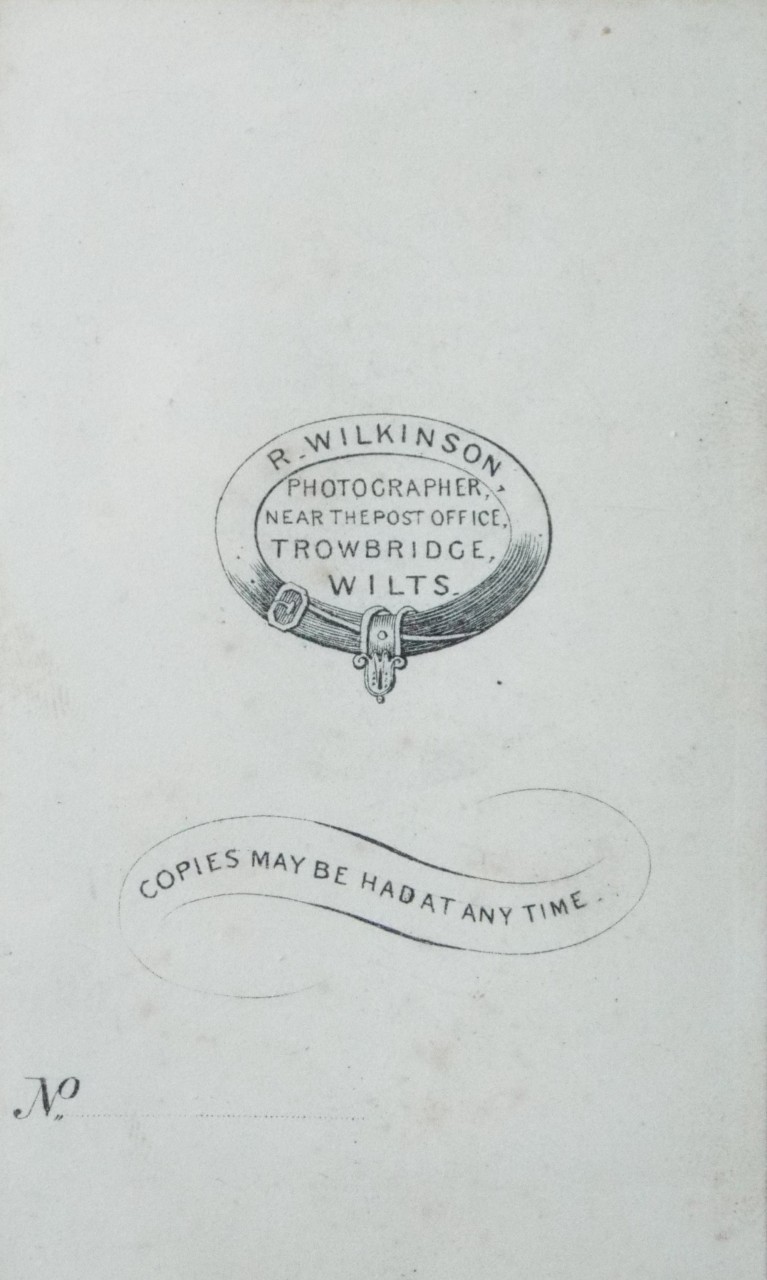 R. WILKINSON,
PHOTOGRAPHER,
NEAR THE POST OFFICE,
TROWBRIDGE,
WILTS.
COPIES MAY BE HAD AT ANY TIME.
No